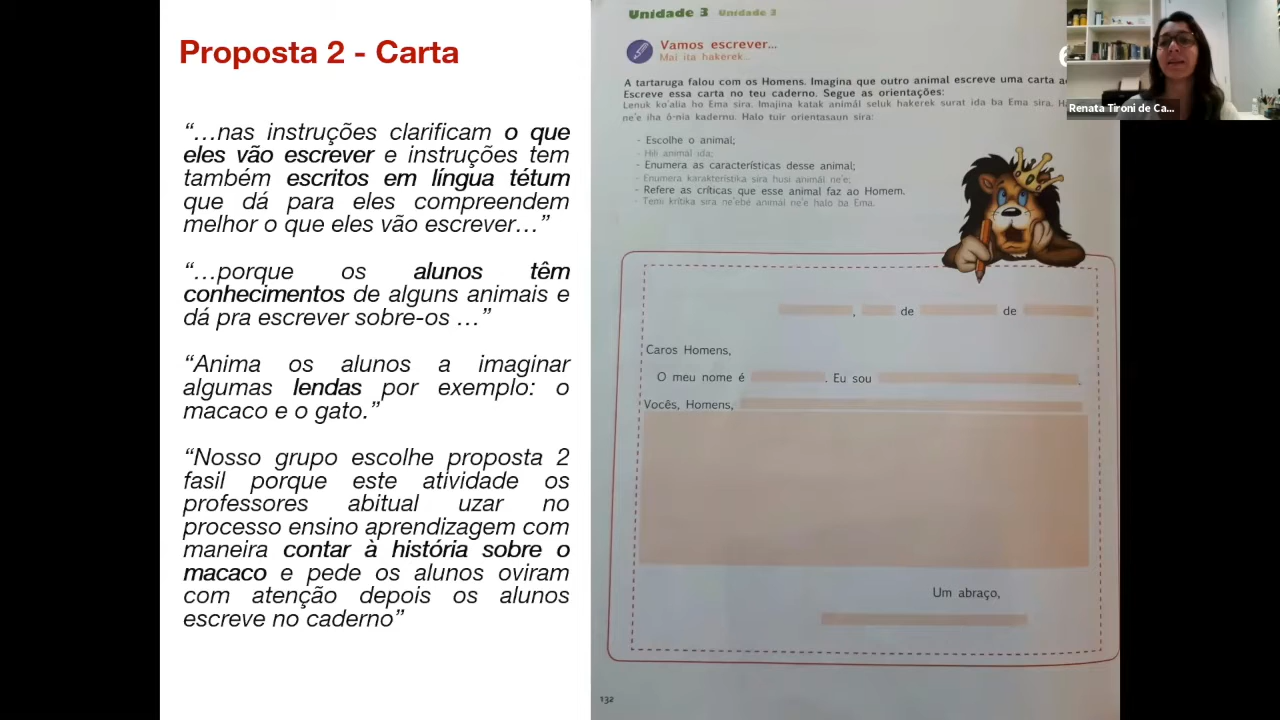 Proposta 2 - Carta
“…nas instruções clarificam o que
eles vão escrever e instruções tem
também escritos em língua tétum
que dá para eles compreendem
melhor o que eles vão escrever…”
“…porque os alunos têm
conhecimentos de alguns animais e
dá pra escrever sobre-os …”
“Anima os alunos a imaginar
algumas lendas por exemplo: o
macaco e o gato.”
“Nosso grupo escolhe proposta 2
fasil porque este atividade os
professores abitual uzar no
processo ensino aprendizagem com
maneira contar à história sobre o
macaco e pede os alunos oviram
com atenção depois os alunos
escreve no caderno”
Unidade 3 Unidade 3
Vamos escrever...
Mai ita hakerek...
A tartaruga falou com os Homens. Imagina que outro animal escreve uma carta
Escreve essa carta no teu caderno. Segue as orientações:
Lenuk ko'alia ho Ema sira. Imajina katak animál seluk hakerek surat ida ba Ema sira.
ne'e iha ó-nia kadernu. Halo tuir orientasaun sira:
- Escolhe o animal;
- Hili animál ida;
- Enumera as características desse animal;
- Enumera karakterístika sira husi animál ne'e;
- Refere as críticas que esse animal faz ao Homem.
- Temi krítika sira ne'ebé animál ne'e halo ba Ema.
, de de
Caros Homens,
O meu nome é . Eu sou .
Vocês, Homens,
Um abraço,
132
Renata Tironi de Ca...